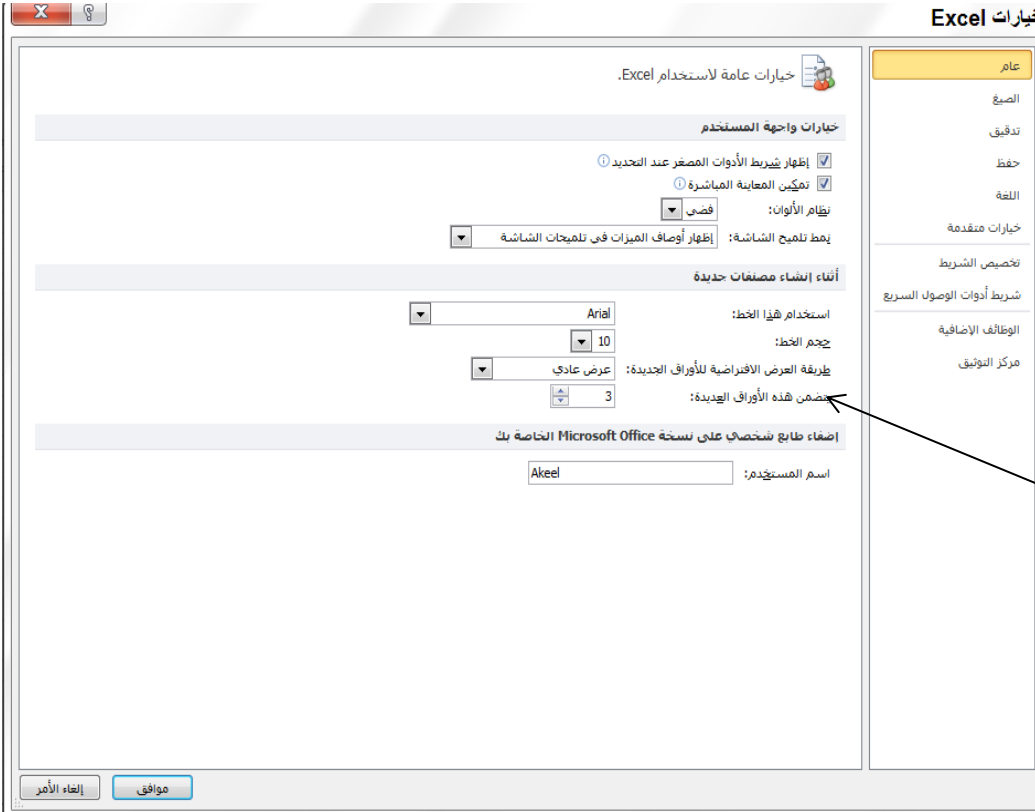 خيارات Excel
عام
الصيغ
تدقيق
حفظ
اللغة
خيارات متقدمة
تخصيص الشريط
شريط أدوات الوصول السريع
الوظائف الإضافية
مركز التوثيق
خيارات عامة لاستخدام Excel.
خيارات واجهة المستخدم
إظهار شريط الأدوات المصغر عند التحديد
تمكين المعاينة المباشرة
نظام الألوان: فضي
نمط تلميح الشاشة: إظهار أوصاف الميزات في تلميحات الشاشة
أثناء إنشاء مصنفات جديدة
استخدام هذا الخط: Arial
حجم الخط: 10
طريقة العرض الافتراضية للأوراق الجديدة: عرض عادي
تضمن هذه الأوراق العديدة: 3
إضفاء طابع شخصي على نسخة Microsoft Office الخاصة بك
اسم المستخدم: Akeel
موافق
إلغاء الأمر